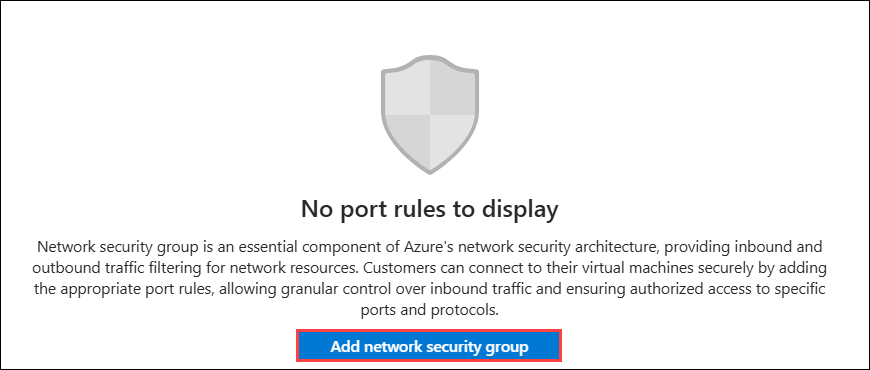 No port rules to display
Network security group is an essential component of Azure's network security architecture, providing inbound and
outbound traffic filtering for network resources. Customers can connect to their virtual machines securely by adding
the appropriate port rules, allowing granular control over inbound traffic and ensuring authorized access to specific
ports and protocols.
Add network security group